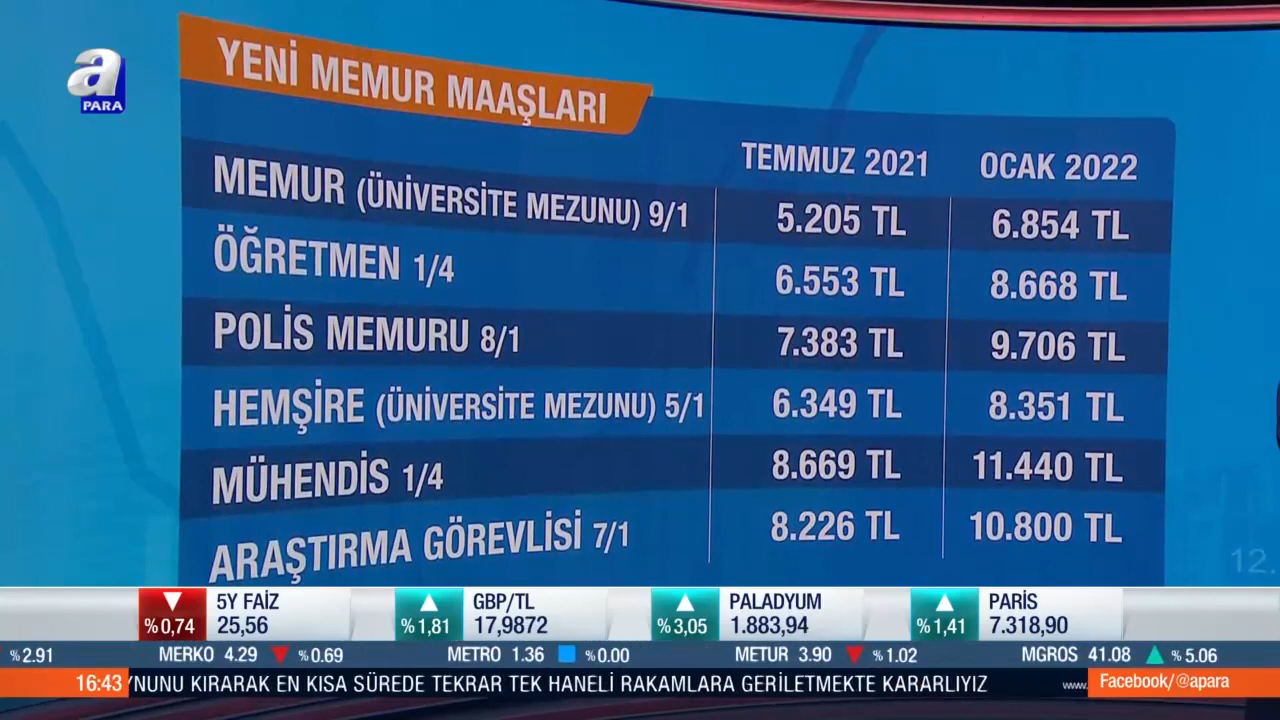 a
PARA
YENİ MEMUR MAAŞLARI
TEMMUZ 2021 OCAK 2022
MEMUR (ÜNİVERSİTE MEZUNU) 9/1 5.205 TL 6.854 TL
ÖĞRETMEN 1/4 6.553 TL 8.668 TL
POLİS MEMURU 8/1 7.383 TL 9.706 TL
HEMŞİRE (ÜNİVERSİTE MEZUNU) 5/1 6.349 TL 8.351 TL
MÜHENDİS 1/4 8.669 TL 11.440 TL
ARAŞTIRMA GÖREVLİSİ 7/1 8.226 TL 10.800 TL
12.
%0,74 5Y FAİZ 25,56
%1,81 GBP/TL 17,9872
%3,05 PALADYUM 1.883,94
%1,41 PARİS 7.318,90
%2.91 MERKO 4.29 %0.69 METRO 1.36 %0.00 METUR 3.90 %1.02 MGROS 41.08 %5.06
16:43 YNUNU KIRARAK EN KISA SÜREDE TEKRAR TEK HANELİ RAKAMLARA GERİLETMEKTE KARARLIYIZ www. Facebook/@apara